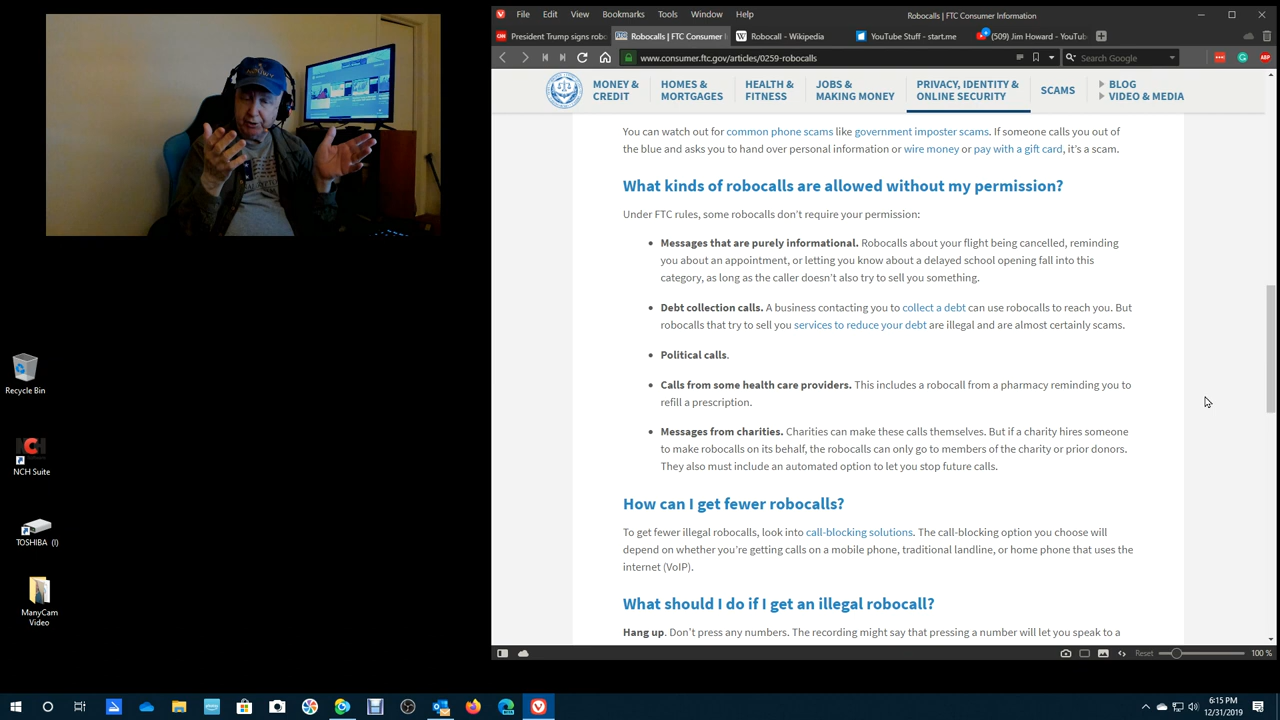 File Edit View Bookmarks Tools Window Help
Robocalls | FTC Consumer Information
President Trump signs rob
Robocalls | FTC Consumer I
Robocall - Wikipedia
YouTube Stuff - start.me
(509) Jim Howard - YouTub
www.consumer.ftc.gov/articles/0259-robocalls
Search Google
ABP
MONEY & CREDIT
HOMES & MORTGAGES
HEALTH & FITNESS
JOBS & MAKING MONEY
PRIVACY, IDENTITY & ONLINE SECURITY
SCAMS
BLOG
VIDEO & MEDIA
You can watch out for common phone scams like government imposter scams. If someone calls you out of
the blue and asks you to hand over personal information or wire money or pay with a gift card, it's a scam.
What kinds of robocalls are allowed without my permission?
Under FTC rules, some robocalls don't require your permission:
Messages that are purely informational. Robocalls about your flight being cancelled, reminding
you about an appointment, or letting you know about a delayed school opening fall into this
category, as long as the caller doesn't also try to sell you something.
Debt collection calls. A business contacting you to collect a debt can use robocalls to reach you. But
robocalls that try to sell you services to reduce your debt are illegal and are almost certainly scams.
Political calls.
Calls from some health care providers. This includes a robocall from a pharmacy reminding you to
refill a prescription.
Messages from charities. Charities can make these calls themselves. But if a charity hires someone
to make robocalls on its behalf, the robocalls can only go to members of the charity or prior donors.
They also must include an automated option to let you stop future calls.
How can I get fewer robocalls?
To get fewer illegal robocalls, look into call-blocking solutions. The call-blocking option you choose will
depend on whether you're getting calls on a mobile phone, traditional landline, or home phone that uses the
internet (VoIP).
What should I do if I get an illegal robocall?
Hang up. Don't press any numbers. The recording might say that pressing a number will let you speak to a
Reset 100 %
Recycle Bin
NCH Suite
TOSHIBA (I)
ManyCam Video
6:15 PM
12/31/2019